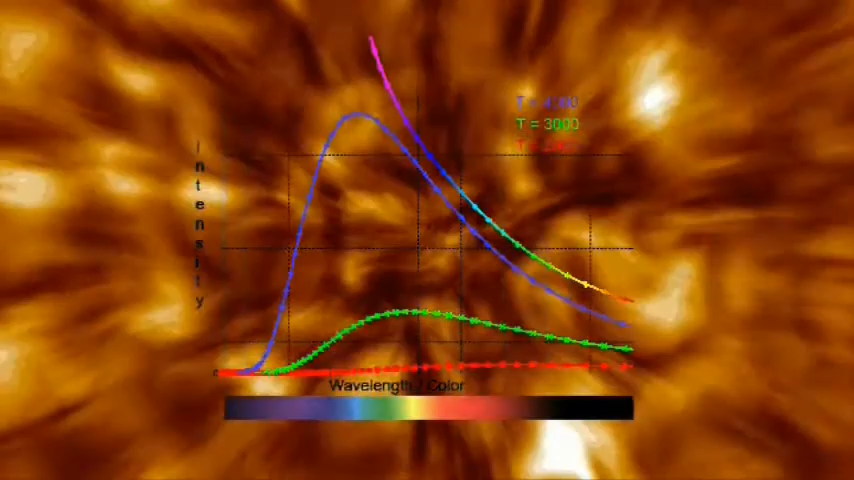 T = 3000
Intensity
Wavelength / Color